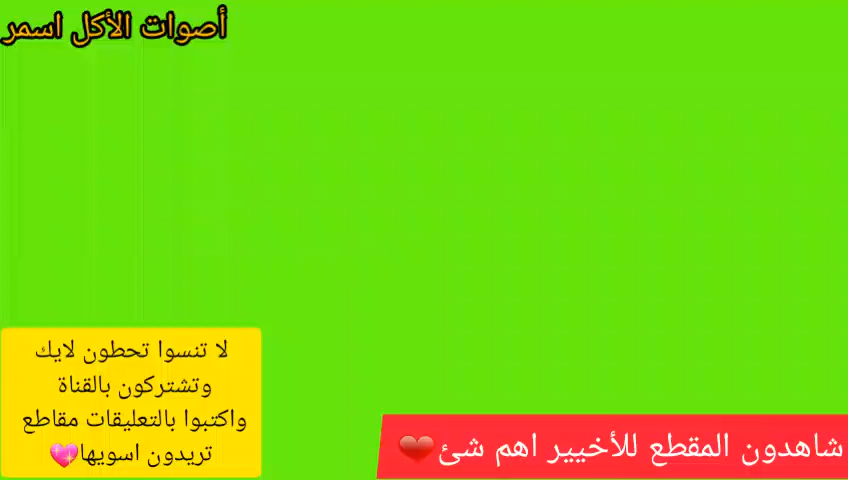 أصوات الأكل اسمر
لا تنسوا تحطون لايك
وتشتركون بالقناة
واكتبوا بالتعليقات مقاطع
تريدون اسويها💖
شاهدون المقطع للأخيير اهم شئ❤